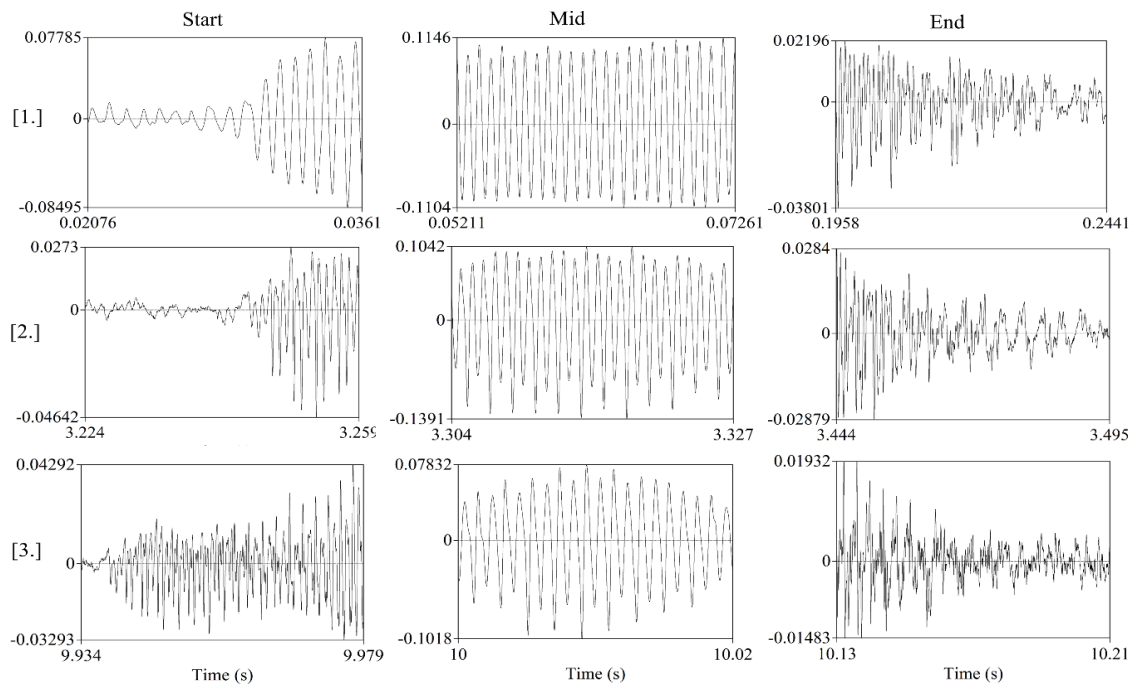 Start Mid End
0.07785 0.1146 0.02196
[1.] 0 0 0
-0.08495 -0.1104 -0.03801
0.02076 0.0361 0.05211 0.07261 0.1958 0.2441
0.0273 0.1042 0.0284
[2.] 0 0 0
-0.04642 -0.1391 -0.02879
3.224 3.259 3.304 3.327 3.444 3.495
0.04292 0.07832 0.01932
[3.] 0 0 0
-0.03293 -0.1018 -0.01483
9.934 9.979 10 10.02 10.13 10.21
Time (s) Time (s) Time (s)